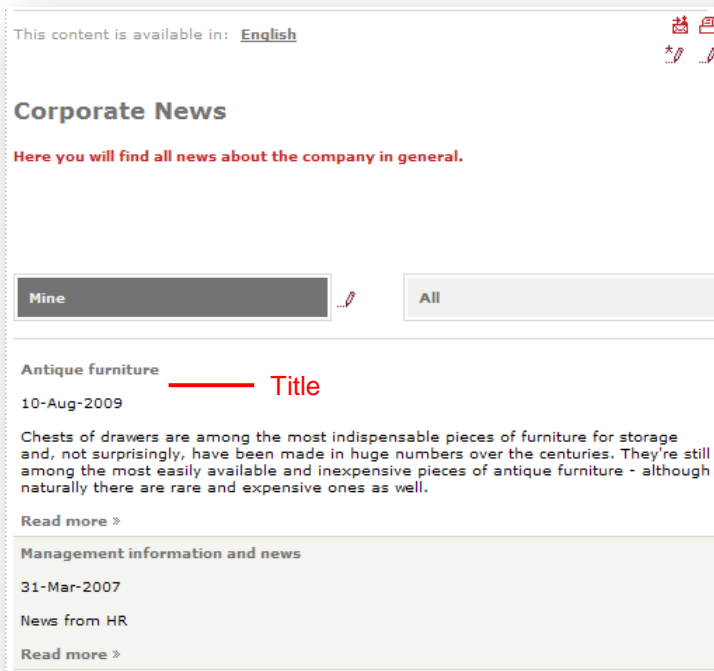 This content is available in: English
Corporate News
Here you will find all news about the company in general.
Mine
All
Antique furniture
Title
10-Aug-2009
Chests of drawers are among the most indispensable pieces of furniture for storage
and, not surprisingly, have been made in huge numbers over the centuries. They're still
among the most easily available and inexpensive pieces of antique furniture - although
naturally there are rare and expensive ones as well.
Read more »
Management information and news
31-Mar-2007
News from HR
Read more »